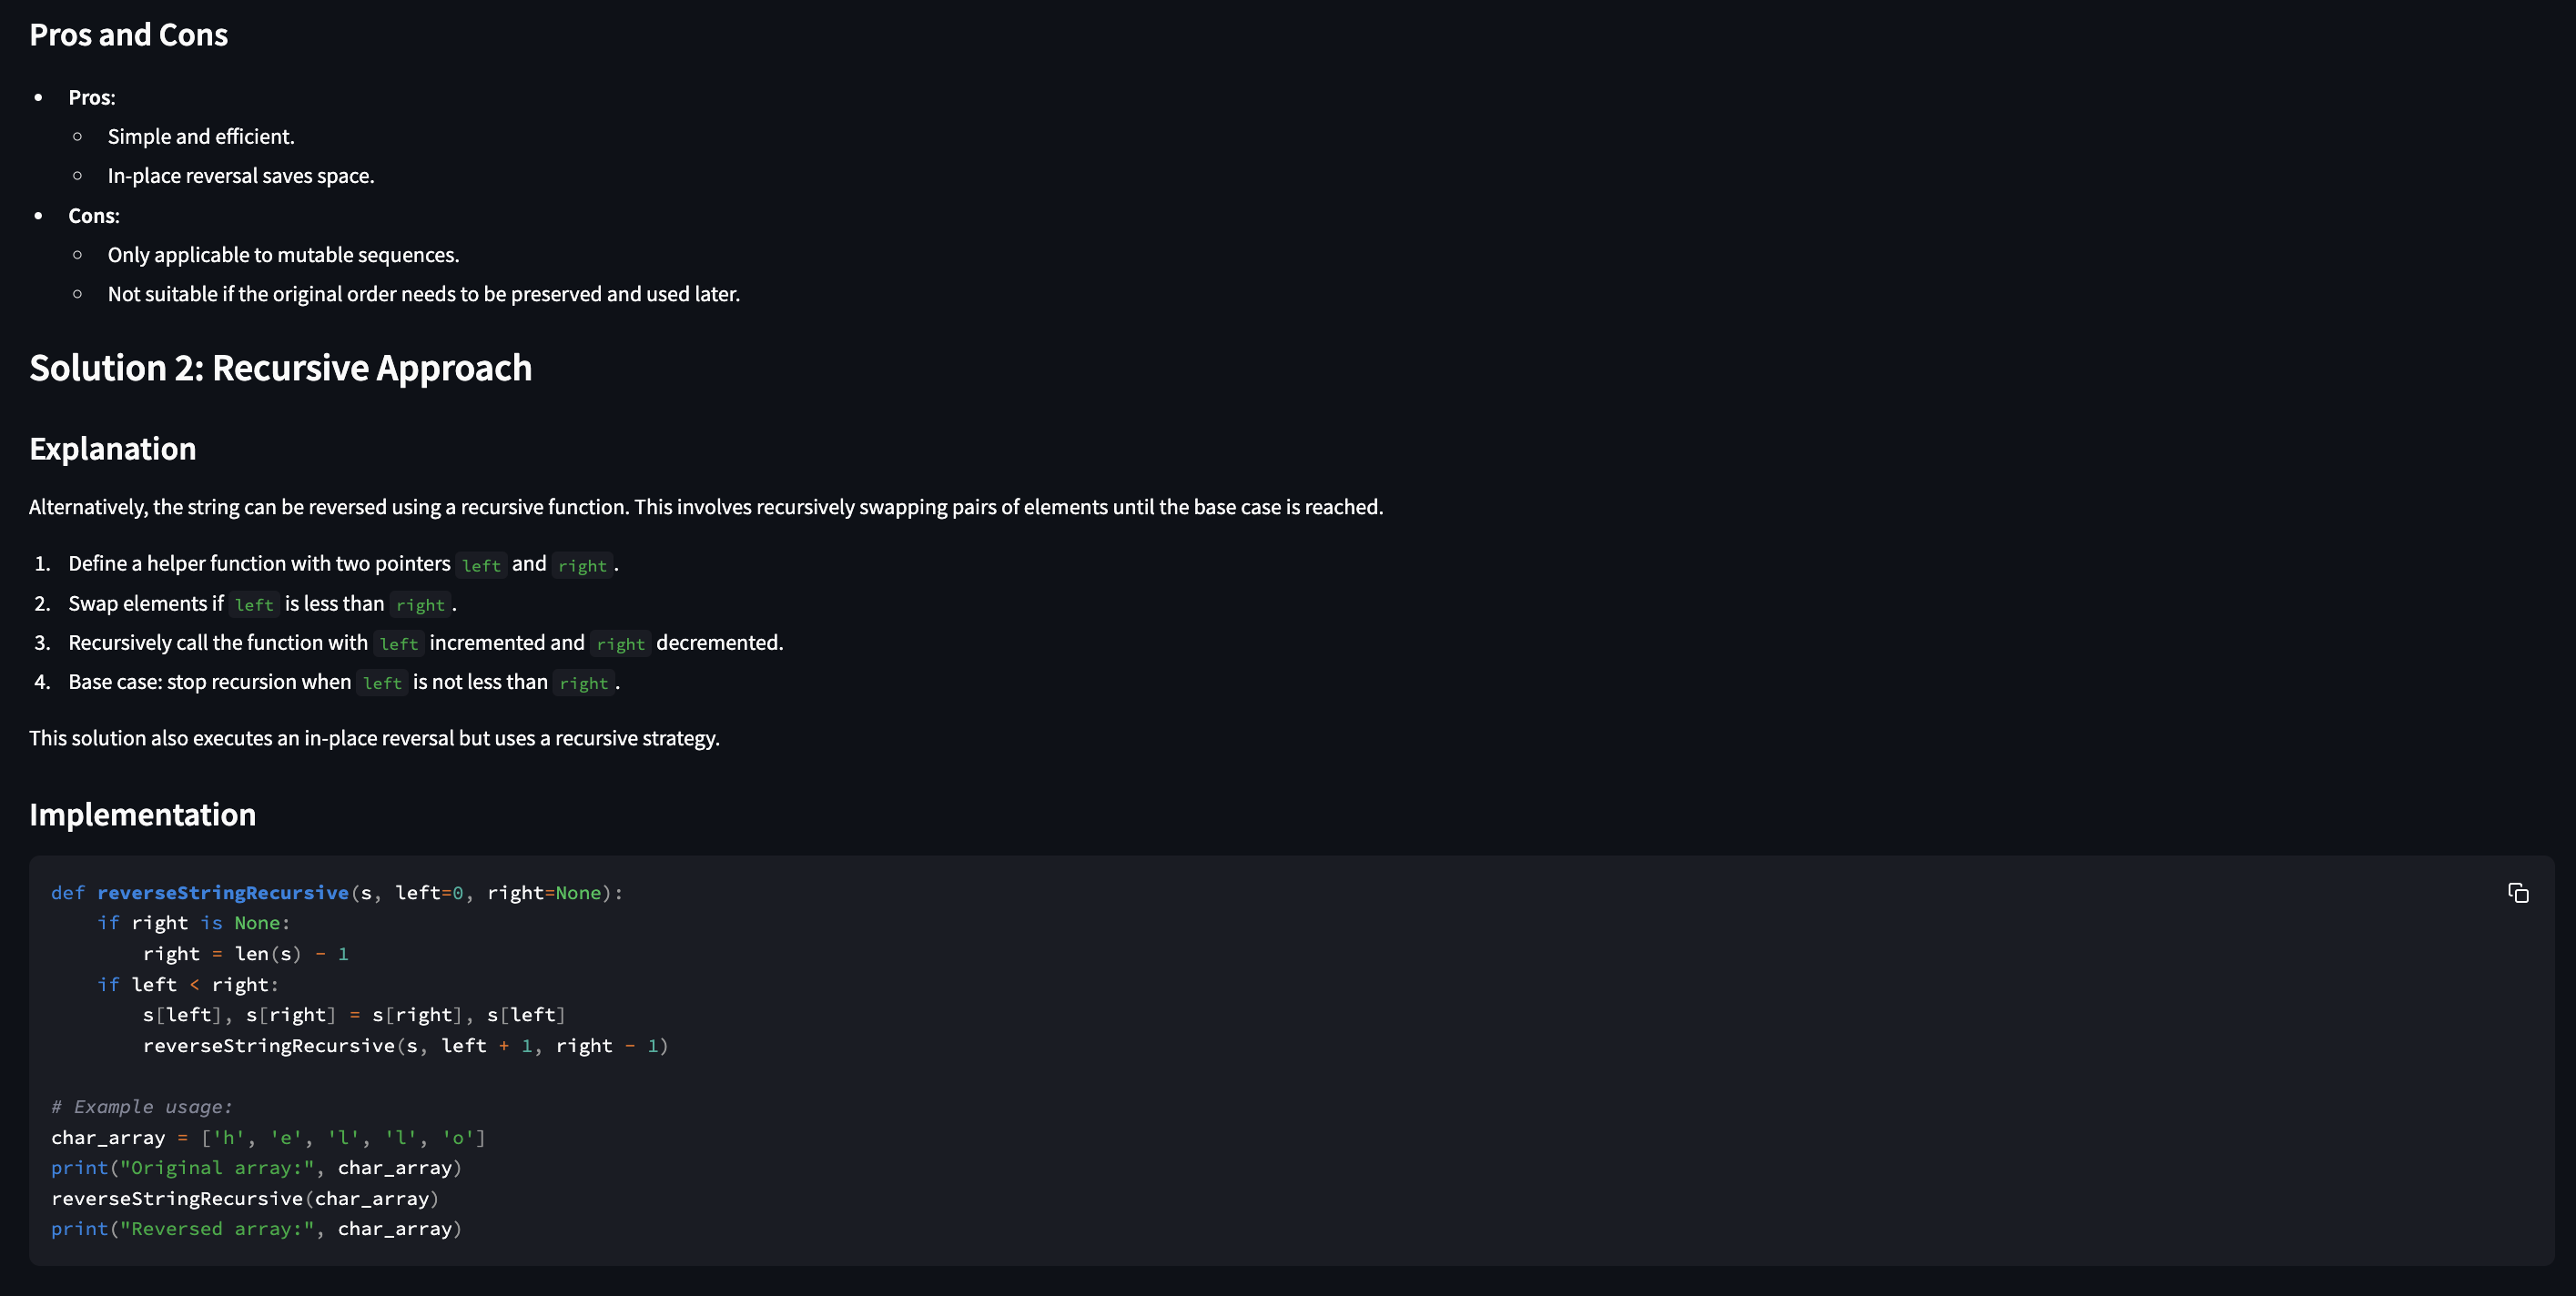 Pros and Cons
• Pros:
◦ Simple and efficient.
◦ In-place reversal saves space.
• Cons:
◦ Only applicable to mutable sequences.
◦ Not suitable if the original order needs to be preserved and used later.
Solution 2: Recursive Approach
Explanation
Alternatively, the string can be reversed using a recursive function. This involves recursively swapping pairs of elements until the base case is reached.
1. Define a helper function with two pointers left and right.
2. Swap elements if left is less than right.
3. Recursively call the function with left incremented and right decremented.
4. Base case: stop recursion when left is not less than right.
This solution also executes an in-place reversal but uses a recursive strategy.
Implementation
def reverseStringRecursive(s, left=0, right=None):
    if right is None:
        right = len(s) - 1
    if left < right:
        s[left], s[right] = s[right], s[left]
        reverseStringRecursive(s, left + 1, right - 1)
# Example usage:
char_array = ['h', 'e', 'l', 'l', 'o']
print("Original array:", char_array)
reverseStringRecursive(char_array)
print("Reversed array:", char_array)